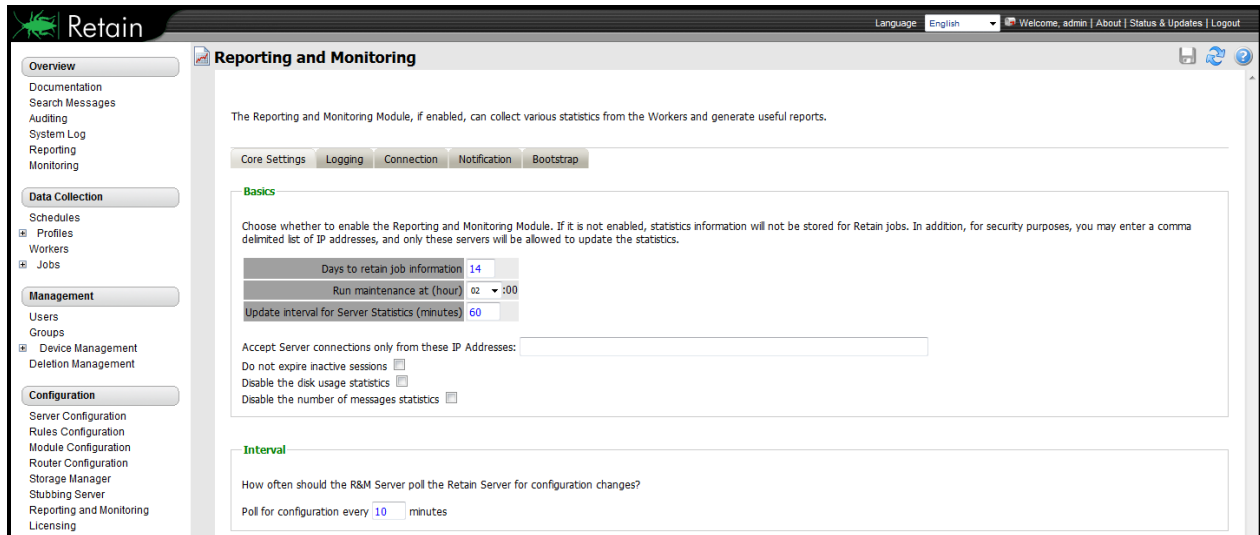 Retain
Language English Welcome, admin | About | Status & Updates | Logout
Overview
Documentation
Search Messages
Auditing
System Log
Reporting
Monitoring
Data Collection
Schedules
Profiles
Workers
Jobs
Management
Users
Groups
Device Management
Deletion Management
Configuration
Server Configuration
Rules Configuration
Module Configuration
Router Configuration
Storage Manager
Stubbing Server
Reporting and Monitoring
Licensing
Reporting and Monitoring
The Reporting and Monitoring Module, if enabled, can collect various statistics from the Workers and generate useful reports.
Core Settings Logging Connection Notification Bootstrap
Basics
Choose whether to enable the Reporting and Monitoring Module. If it is not enabled, statistics information will not be stored for Retain jobs. In addition, for security purposes, you may enter a comma
delimited list of IP addresses, and only these servers will be allowed to update the statistics.
Days to retain job information 14
Run maintenance at (hour) 02 :00
Update interval for Server Statistics (minutes) 60
Accept Server connections only from these IP Addresses:
Do not expire inactive sessions
Disable the disk usage statistics
Disable the number of messages statistics
Interval
How often should the R&M Server poll the Retain Server for configuration changes?
Poll for configuration every 10 minutes